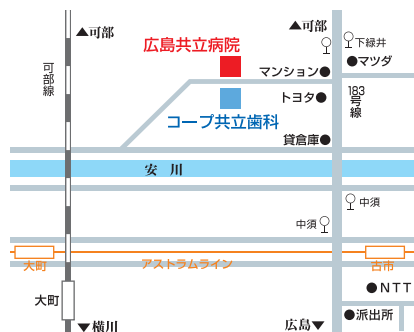 ▲可部
▲可部
下緑井
広島共立病院
マツダ
マンション
可部線
トヨタ
183号線
コープ共立歯科
貸倉庫
安川
中須
中須
大町
アストラムライン
古市
大町
NTT
派出所
▼横川
広島▼